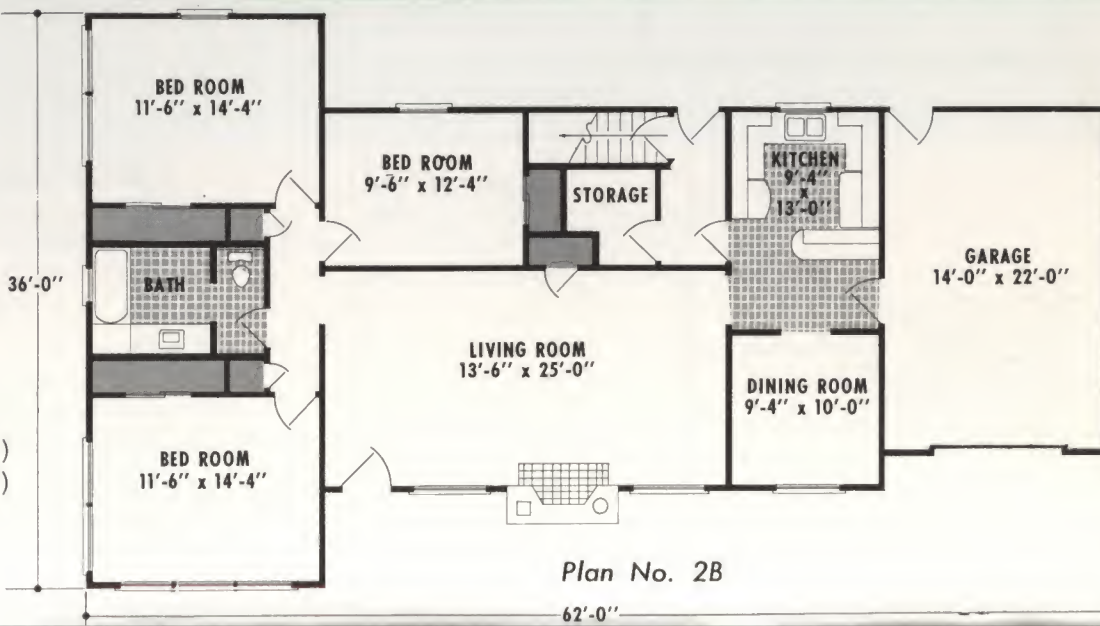 BED ROOM
11'-6" x 14'-4"
BED ROOM
9'-6" x 12'-4"
STORAGE
KITCHEN
9'-4"
x
13'-0"
36'-0"
BATH
GARAGE
14'-0" x 22'-0"
LIVING ROOM
13'-6" x 25'-0"
DINING ROOM
9'-4" x 10'-0"
)
)
BED ROOM
11'-6" x 14'-4"
Plan No. 2B
62'-0"